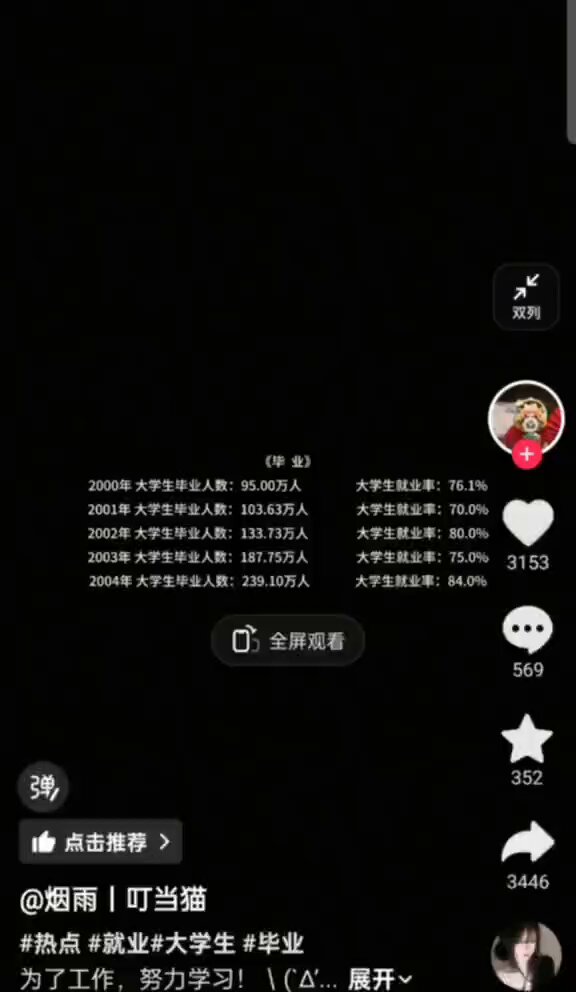 双列
《毕 业》
2000年 大学生毕业人数：95.00万人 大学生就业率：76.1%
2001年 大学生毕业人数：103.63万人 大学生就业率：70.0%
2002年 大学生毕业人数：133.73万人 大学生就业率：80.0%
2003年 大学生毕业人数：187.75万人 大学生就业率：75.0%
2004年 大学生毕业人数：239.10万人 大学生就业率：84.0%
3153
全屏观看
569
352
弹
点击推荐
3446
@烟雨丨叮当猫
#热点 #就业#大学生 #毕业
为了工作，努力学习！ \ (`Δ′... 展开